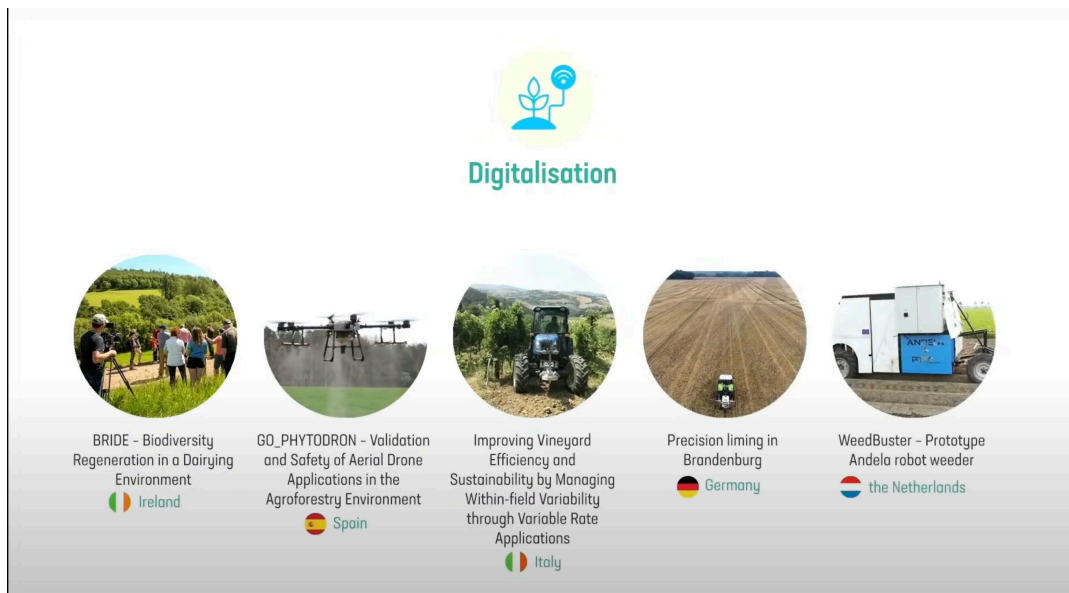 Digitalisation
BRIDE – Biodiversity
Regeneration in a Dairying
Environment
Ireland
GO_PHYTODRON – Validation
and Safety of Aerial Drone
Applications in the
Agroforestry Environment
Spain
Improving Vineyard
Efficiency and
Sustainability by Managing
Within-field Variability
through Variable Rate
Applications
Italy
Precision liming in
Brandenburg
Germany
WeedBuster – Prototype
Andela robot weeder
the Netherlands